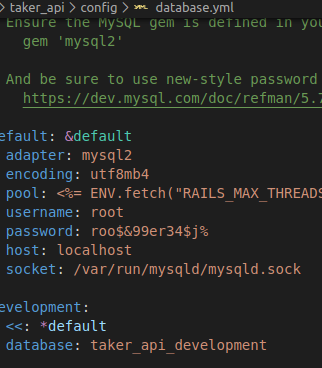 taker_api > config > database.yml
Ensure the MySQL gem is defined in you
gem 'mysql2'
And be sure to use new-style password
https://dev.mysql.com/doc/refman/5.7
efault: &default
adapter: mysql2
encoding: utf8mb4
pool: <%= ENV.fetch("RAILS_MAX_THREADS
username: root
password: roo$&99er34$j%
host: localhost
socket: /var/run/mysqld/mysqld.sock
evelopment:
<<: *default
database: taker_api_development